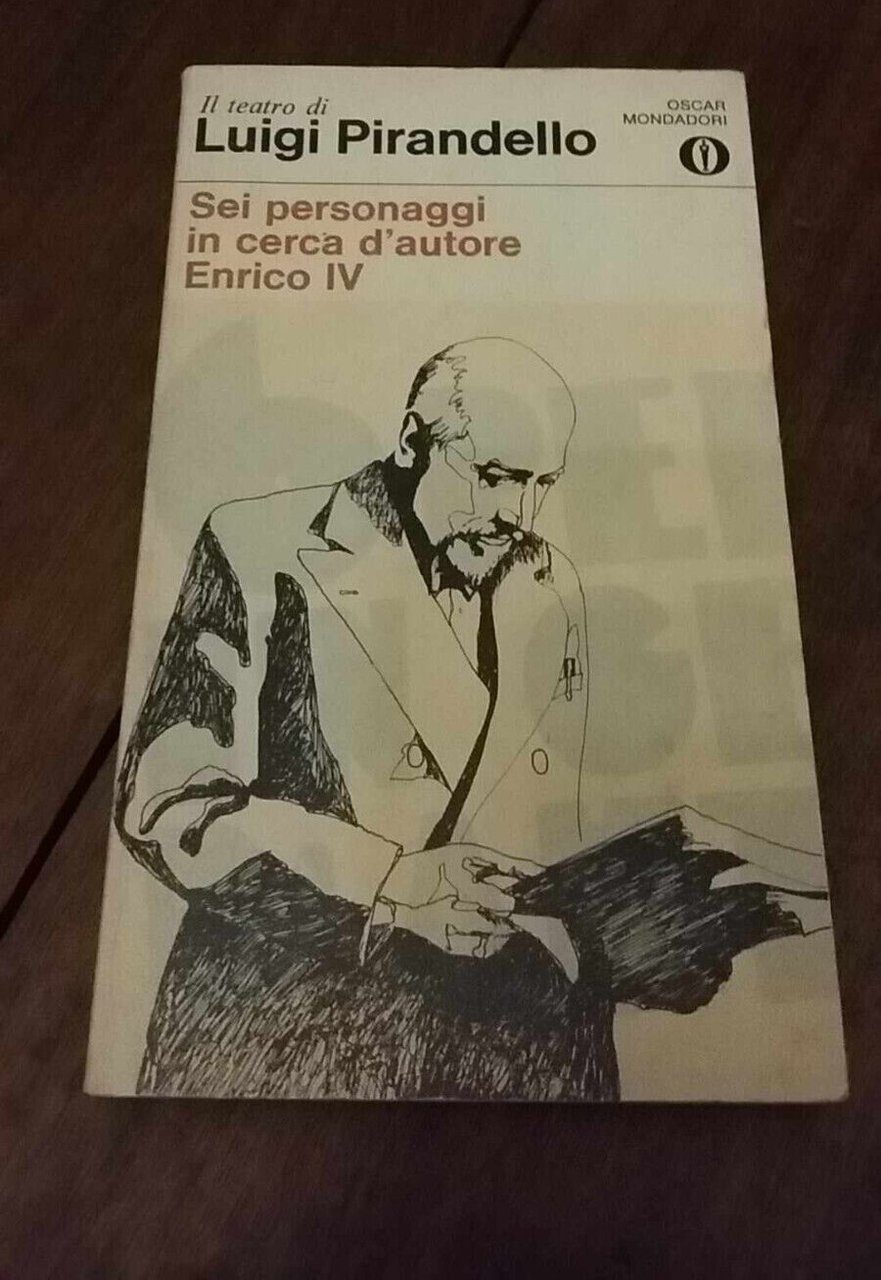 Il teatro di
Luigi Pirandello
OSCAR
MONDADORI
Sei personaggi
in cerca d'autore
Enrico IV